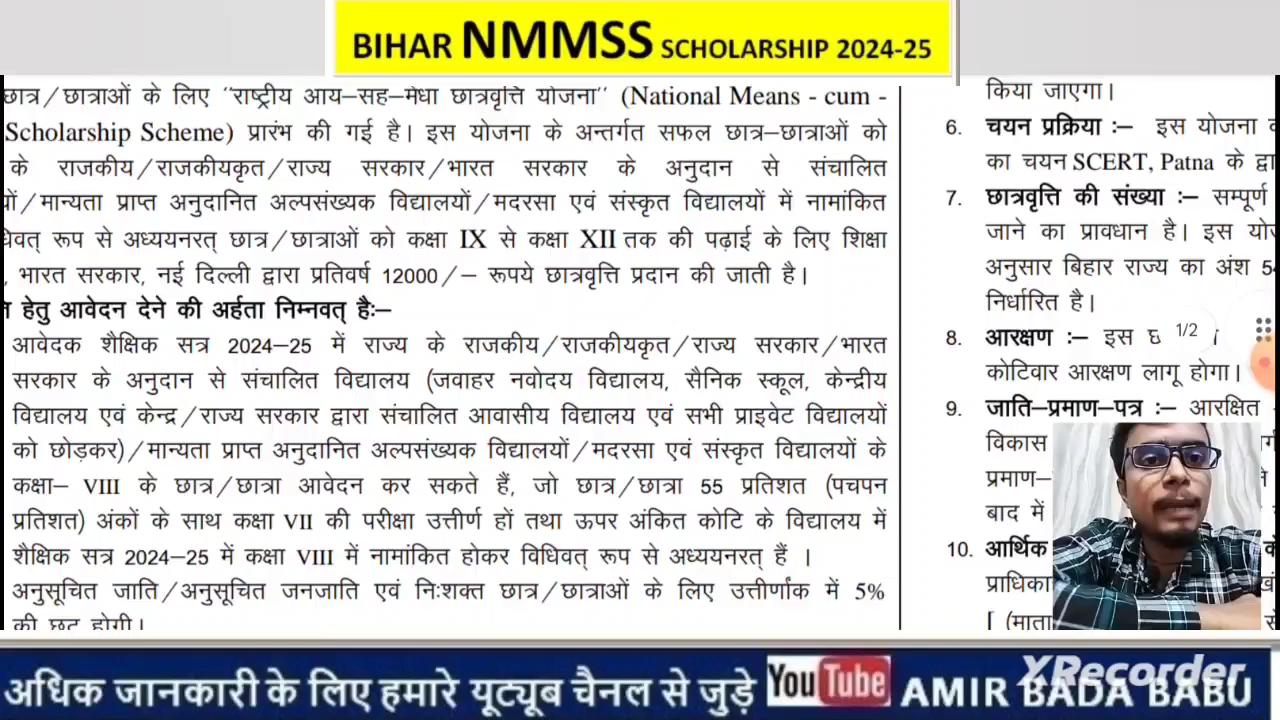 BIHAR NMMSS SCHOLARSHIP 2024-25
छात्र/छात्राओं के लिए "राष्ट्रीय आय–सह–मेधा छात्रवृत्ति योजना" (National Means - cum -
Scholarship Scheme) प्रारंभ की गई है। इस योजना के अन्तर्गत सफल छात्र–छात्राओं को
के राजकीय/राजकीयकृत/राज्य सरकार/भारत सरकार के अनुदान से संचालित
/मान्यता प्राप्त अनुदानित अल्पसंख्यक विद्यालयों/मदरसा एवं संस्कृत विद्यालयों में नामांकित
रूप से अध्ययनरत् छात्र/छात्राओं को कक्षा IX से कक्षा XII तक की पढ़ाई के लिए शिक्षा
, भारत सरकार, नई दिल्ली द्वारा प्रतिवर्ष 12000/– रूपये छात्रवृत्ति प्रदान की जाती है।
हेतु आवेदन देने की अर्हता निम्नवत् हैः–
आवेदक शैक्षिक सत्र 2024–25 में राज्य के राजकीय/राजकीयकृत/राज्य सरकार/भारत
सरकार के अनुदान से संचालित विद्यालय (जवाहर नवोदय विद्यालय, सैनिक स्कूल, केन्द्रीय
विद्यालय एवं केन्द्र/राज्य सरकार द्वारा संचालित आवासीय विद्यालय एवं सभी प्राइवेट विद्यालयों
को छोड़कर)/मान्यता प्राप्त अनुदानित अल्पसंख्यक विद्यालयों/मदरसा एवं संस्कृत विद्यालयों के
कक्षा– VIII के छात्र/छात्रा आवेदन कर सकते हैं, जो छात्र/छात्रा 55 प्रतिशत (पचपन
प्रतिशत) अंकों के साथ कक्षा VII की परीक्षा उत्तीर्ण हों तथा ऊपर अंकित कोटि के विद्यालय में
शैक्षिक सत्र 2024–25 में कक्षा VIII में नामांकित होकर विधिवत् रूप से अध्ययनरत् हैं ।
अनुसूचित जाति/अनुसूचित जनजाति एवं निःशक्त छात्र/छात्राओं के लिए उत्तीर्णांक में 5%
की छूट होगी।
किया जाएगा।
6. चयन प्रक्रिया :– इस योजना
का चयन SCERT, Patna के
7. छात्रवृत्ति की संख्या :– सम्पूर्ण
जाने का प्रावधान है। इस
अनुसार बिहार राज्य का अंश
निर्धारित है।
8. आरक्षण :– इस
1/2
कोटिवार आरक्षण लागू होगा।
9. जाति–प्रमाण–पत्र :– आरक्षित
विकास
प्रमाण–
बाद में
10. आर्थिक
प्राधिकार
[ (माता
अधिक जानकारी के लिए हमारे यूट्यूब चैनल से जुड़े YouTube AMIR BADA BABU
XRecorder